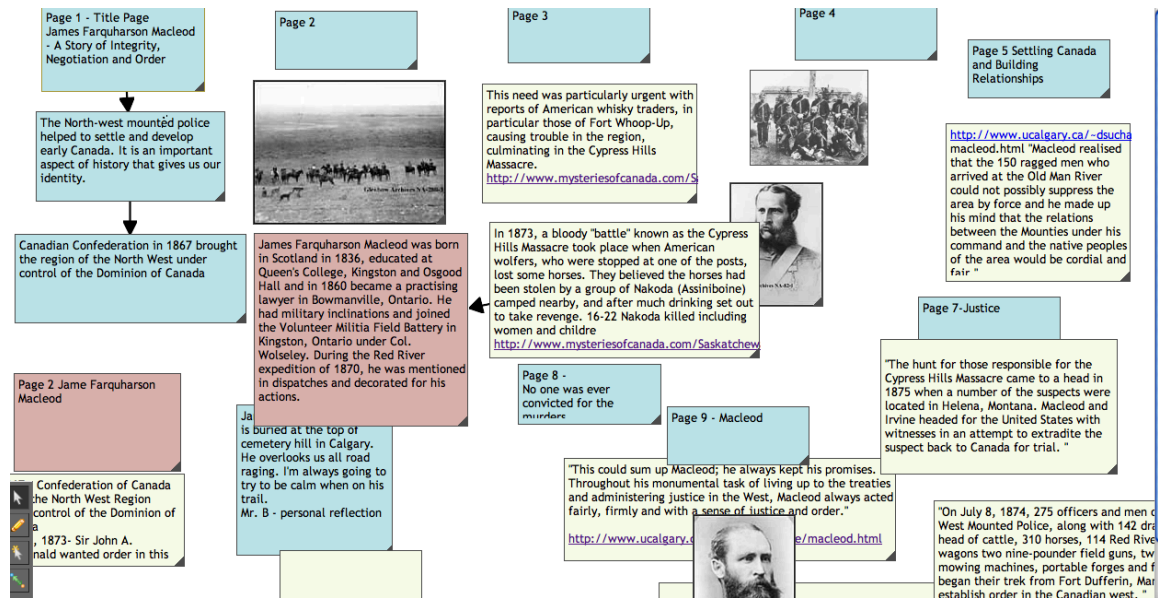 Page 1 - Title Page
James Farquharson Macleod
- A Story of Integrity,
Negotiation and Order
Page 2
Page 3
Page 4
Page 5 Settling Canada
and Building
Relationships
The North-west mounted police
helped to settle and develop
early Canada. It is an important
aspect of history that gives us our
identity.
Canadian Confederation in 1867 brought
the region of the North West under
control of the Dominion of Canada
Glenbow Archives NA-
This need was particularly urgent with
reports of American whisky traders, in
particular those of Fort Whoop-Up,
causing trouble in the region,
culminating in the Cypress Hills
Massacre.
http://www.mysteriesofcanada.com/Sa
http://www.ucalgary.ca/~dsucha
macleod.html "Macleod realised
that the 150 ragged men who
arrived at the Old Man River
could not possibly suppress the
area by force and he made up
his mind that the relations
between the Mounties under his
command and the native peoples
of the area would be cordial and
fair."
James Farquharson Macleod was born
in Scotland in 1836, educated at
Queen's College, Kingston and Osgood
Hall and in 1860 became a practising
lawyer in Bowmanville, Ontario. He
had military inclinations and joined
the Volunteer Militia Field Battery in
Kingston, Ontario under Col.
Wolseley. During the Red River
expedition of 1870, he was mentioned
in dispatches and decorated for his
actions.
In 1873, a bloody "battle" known as the Cypress
Hills Massacre took place when American
wolfers, who were stopped at one of the posts,
lost some horses. They believed the horses had
been stolen by a group of Nakoda (Assiniboine)
camped nearby, and after much drinking set out
to take revenge. 16-22 Nakoda killed including
women and childre
http://www.mysteriesofcanada.com/Saskatchew
chives NA-02-1
Page 7-Justice
"The hunt for those responsible for the
Cypress Hills Massacre came to a head in
1875 when a number of the suspects were
located in Helena, Montana. Macleod and
Irvine headed for the United States with
witnesses in an attempt to extradite the
suspect back to Canada for trial. "
Page 2 Jame Farquharson
Macleod
Page 8 -
No one was ever
convicted for the
murders
Page 9 - Macleod
Ja
is buried at the top of
cemetery hill in Calgary.
He overlooks us all road
raging. I'm always going to
try to be calm when on his
trail.
Mr. B - personal reflection
"This could sum up Macleod; he always kept his promises.
Throughout his monumental task of living up to the treaties
and administering justice in the West, Macleod always acted
fairly, firmly and with a sense of justice and order."
http://www.ucalgary.c e/macleod.html
Confederation of Canada
the North West Region
control of the Dominion of
a
, 1873- Sir John A.
nald wanted order in this
"On July 8, 1874, 275 officers and men o
West Mounted Police, along with 142 dra
head of cattle, 310 horses, 114 Red Rive
wagons two nine-pounder field guns, tw
mowing machines, portable forges and f
began their trek from Fort Dufferin, Man
establish order in the Canadian west. "